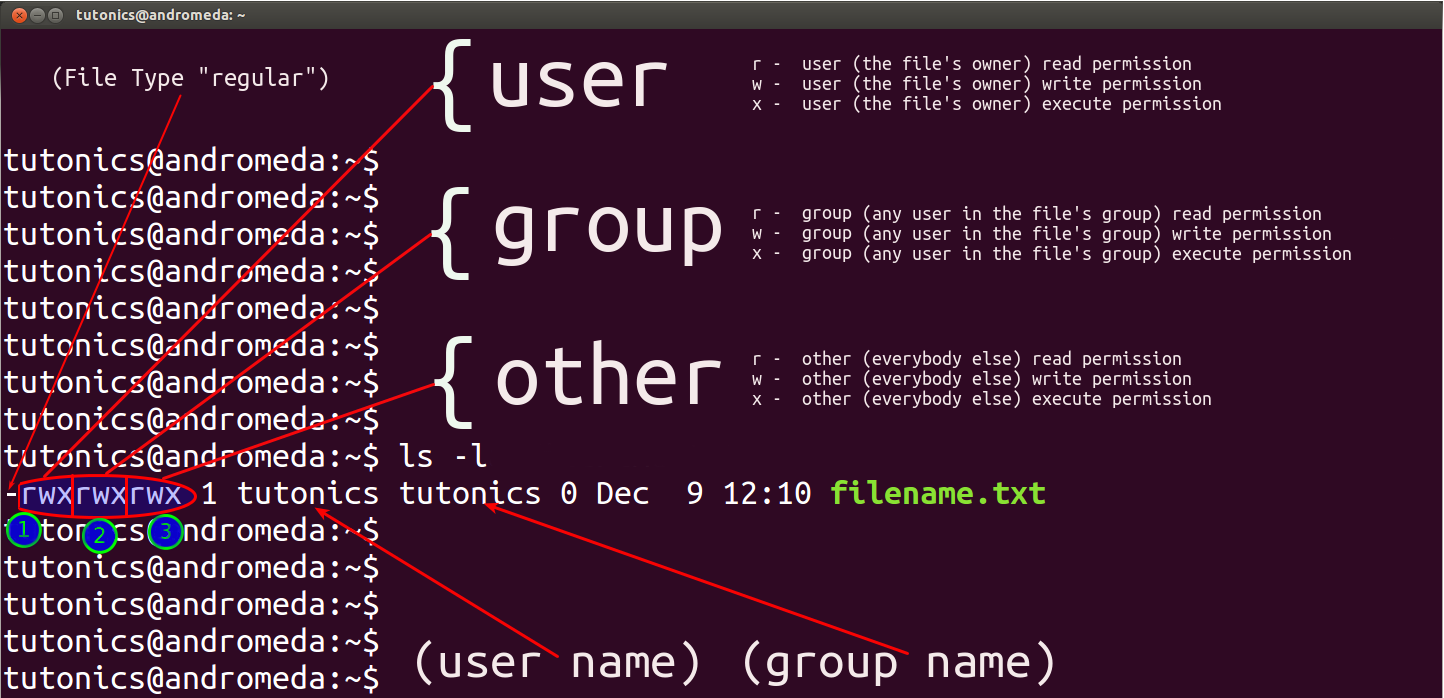 tutonics@andromeda: ~
(File Type "regular")
{ user
r -  user (the file's owner) read permission
w -  user (the file's owner) write permission
x -  user (the file's owner) execute permission
tutonics@andromeda:~$
tutonics@andromeda:~$
{ group
r -  group (any user in the file's group) read permission
w -  group (any user in the file's group) write permission
x -  group (any user in the file's group) execute permission
tutonics@andromeda:~$
tutonics@andromeda:~$
tutonics@andromeda:~$
tutonics@andromeda:~$
{ other
r -  other (everybody else) read permission
w -  other (everybody else) write permission
x -  other (everybody else) execute permission
tutonics@andromeda:~$
tutonics@andromeda:~$
tutonics@andromeda:~$ ls -l
-rwxrwxrwx 1 tutonics tutonics 0 Dec  9 12:10 filename.txt
1 2 3
tutonics@andromeda:~$
tutonics@andromeda:~$
tutonics@andromeda:~$
tutonics@andromeda:~$
tutonics@andromeda:~$
(user name) (group name)